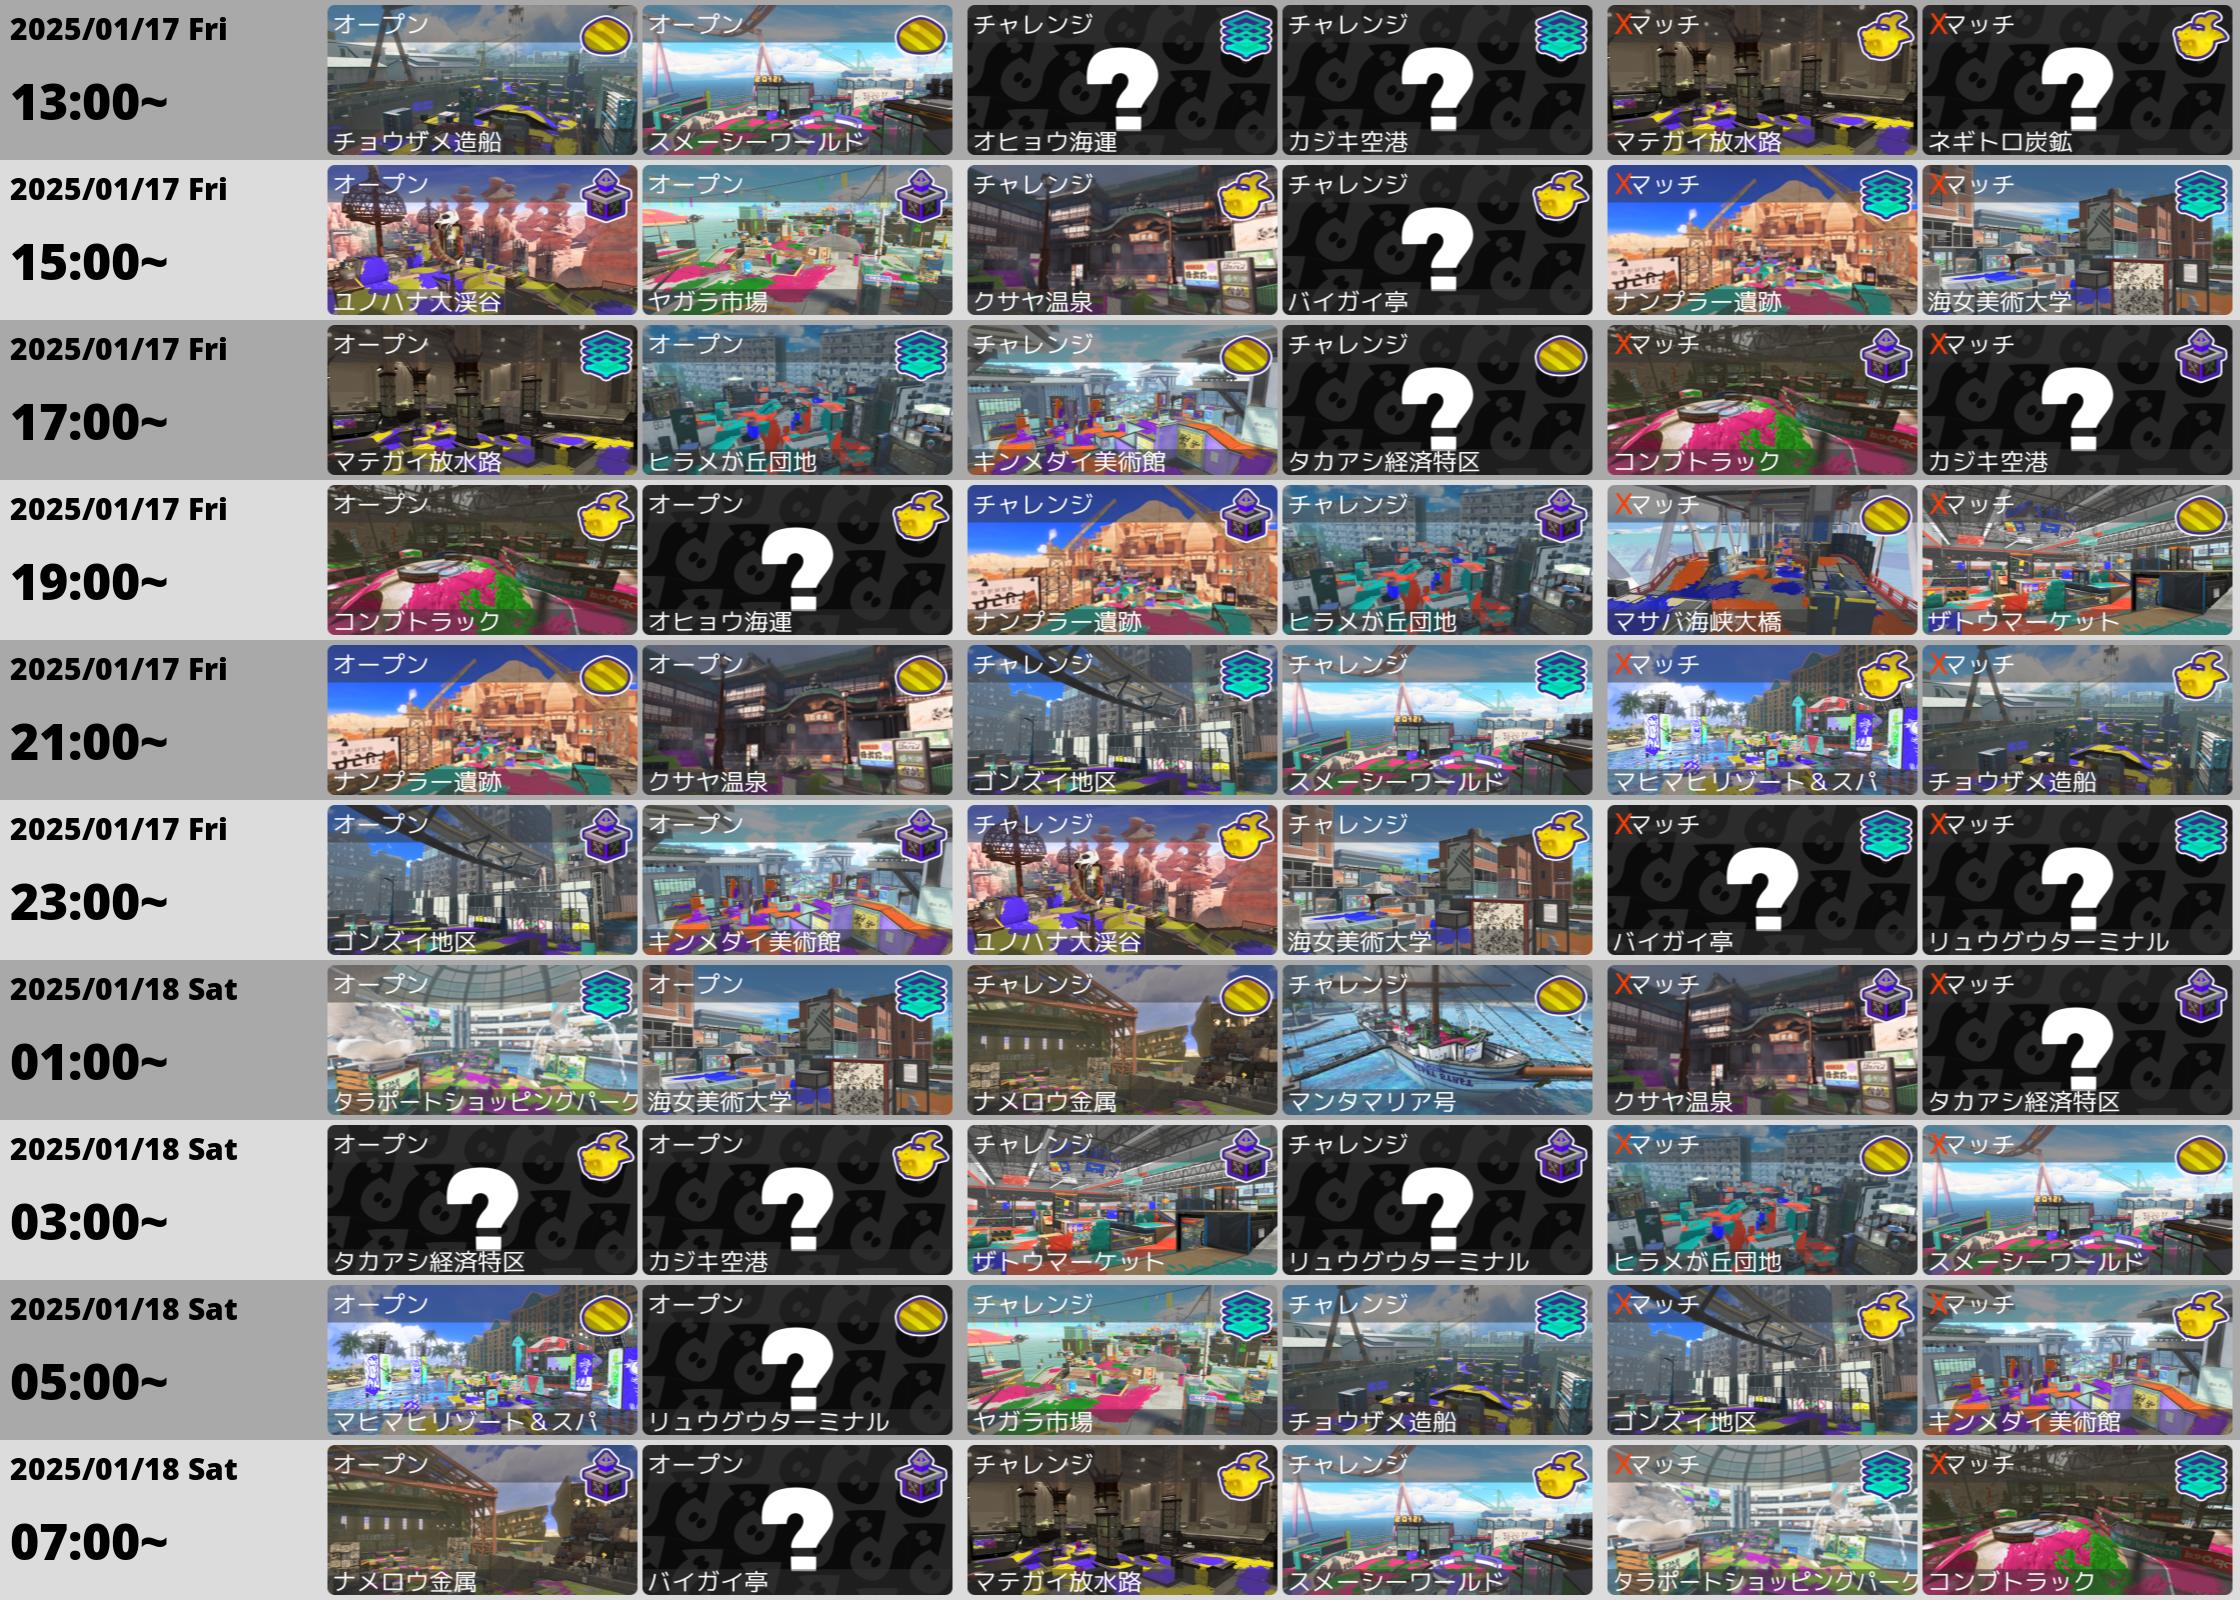 2025/01/17 Fri
13:00~
オープン
チョウザメ造船
オープン
スメーシーワールド
チャレンジ
オヒョウ海運
チャレンジ
カジキ空港
Xマッチ
マテガイ放水路
Xマッチ
ネギトロ炭鉱
2025/01/17 Fri
15:00~
オープン
ユノハナ大渓谷
オープン
ヤガラ市場
チャレンジ
クサヤ温泉
チャレンジ
バイガイ亭
Xマッチ
ナンプラー遺跡
Xマッチ
海女美術大学
2025/01/17 Fri
17:00~
オープン
マテガイ放水路
オープン
ヒラメが丘団地
チャレンジ
キンメダイ美術館
チャレンジ
タカアシ経済特区
Xマッチ
コンブトラック
Xマッチ
カジキ空港
2025/01/17 Fri
19:00~
オープン
コンブトラック
オープン
オヒョウ海運
チャレンジ
ナンプラー遺跡
チャレンジ
ヒラメが丘団地
Xマッチ
マサバ海峡大橋
Xマッチ
ザトウマーケット
2025/01/17 Fri
21:00~
オープン
ナンプラー遺跡
オープン
クサヤ温泉
チャレンジ
ゴンズイ地区
チャレンジ
スメーシーワールド
Xマッチ
マヒマヒリゾート＆スパ
Xマッチ
チョウザメ造船
2025/01/17 Fri
23:00~
オープン
ゴンズイ地区
オープン
キンメダイ美術館
チャレンジ
ユノハナ大渓谷
チャレンジ
海女美術大学
Xマッチ
バイガイ亭
Xマッチ
リュウグウターミナル
2025/01/18 Sat
01:00~
オープン
タラポートショッピングパーク
オープン
海女美術大学
チャレンジ
ナメロウ金属
チャレンジ
マンタマリア号
Xマッチ
クサヤ温泉
Xマッチ
タカアシ経済特区
2025/01/18 Sat
03:00~
オープン
タカアシ経済特区
オープン
カジキ空港
チャレンジ
ザトウマーケット
チャレンジ
リュウグウターミナル
Xマッチ
ヒラメが丘団地
Xマッチ
スメーシーワールド
2025/01/18 Sat
05:00~
オープン
マヒマヒリゾート＆スパ
オープン
リュウグウターミナル
チャレンジ
ヤガラ市場
チャレンジ
チョウザメ造船
Xマッチ
ゴンズイ地区
Xマッチ
キンメダイ美術館
2025/01/18 Sat
07:00~
オープン
ナメロウ金属
オープン
バイガイ亭
チャレンジ
マテガイ放水路
チャレンジ
スメーシーワールド
Xマッチ
タラポートショッピングパーク
Xマッチ
コンブトラック